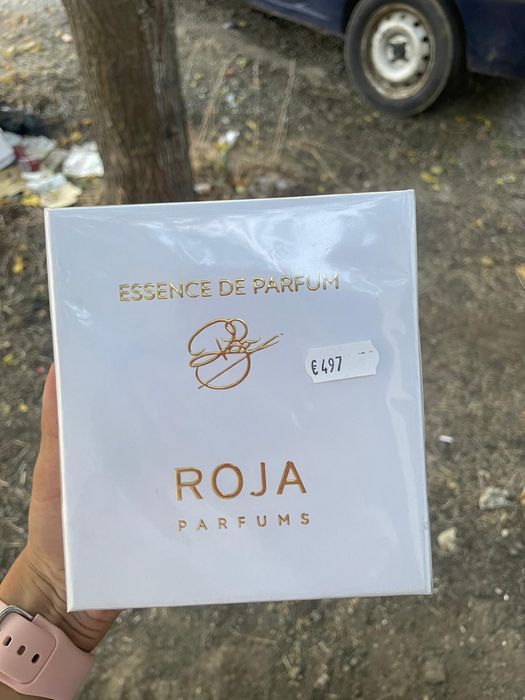 ESSENCE DE PARFUM
€497
ROJA
PARFUMS